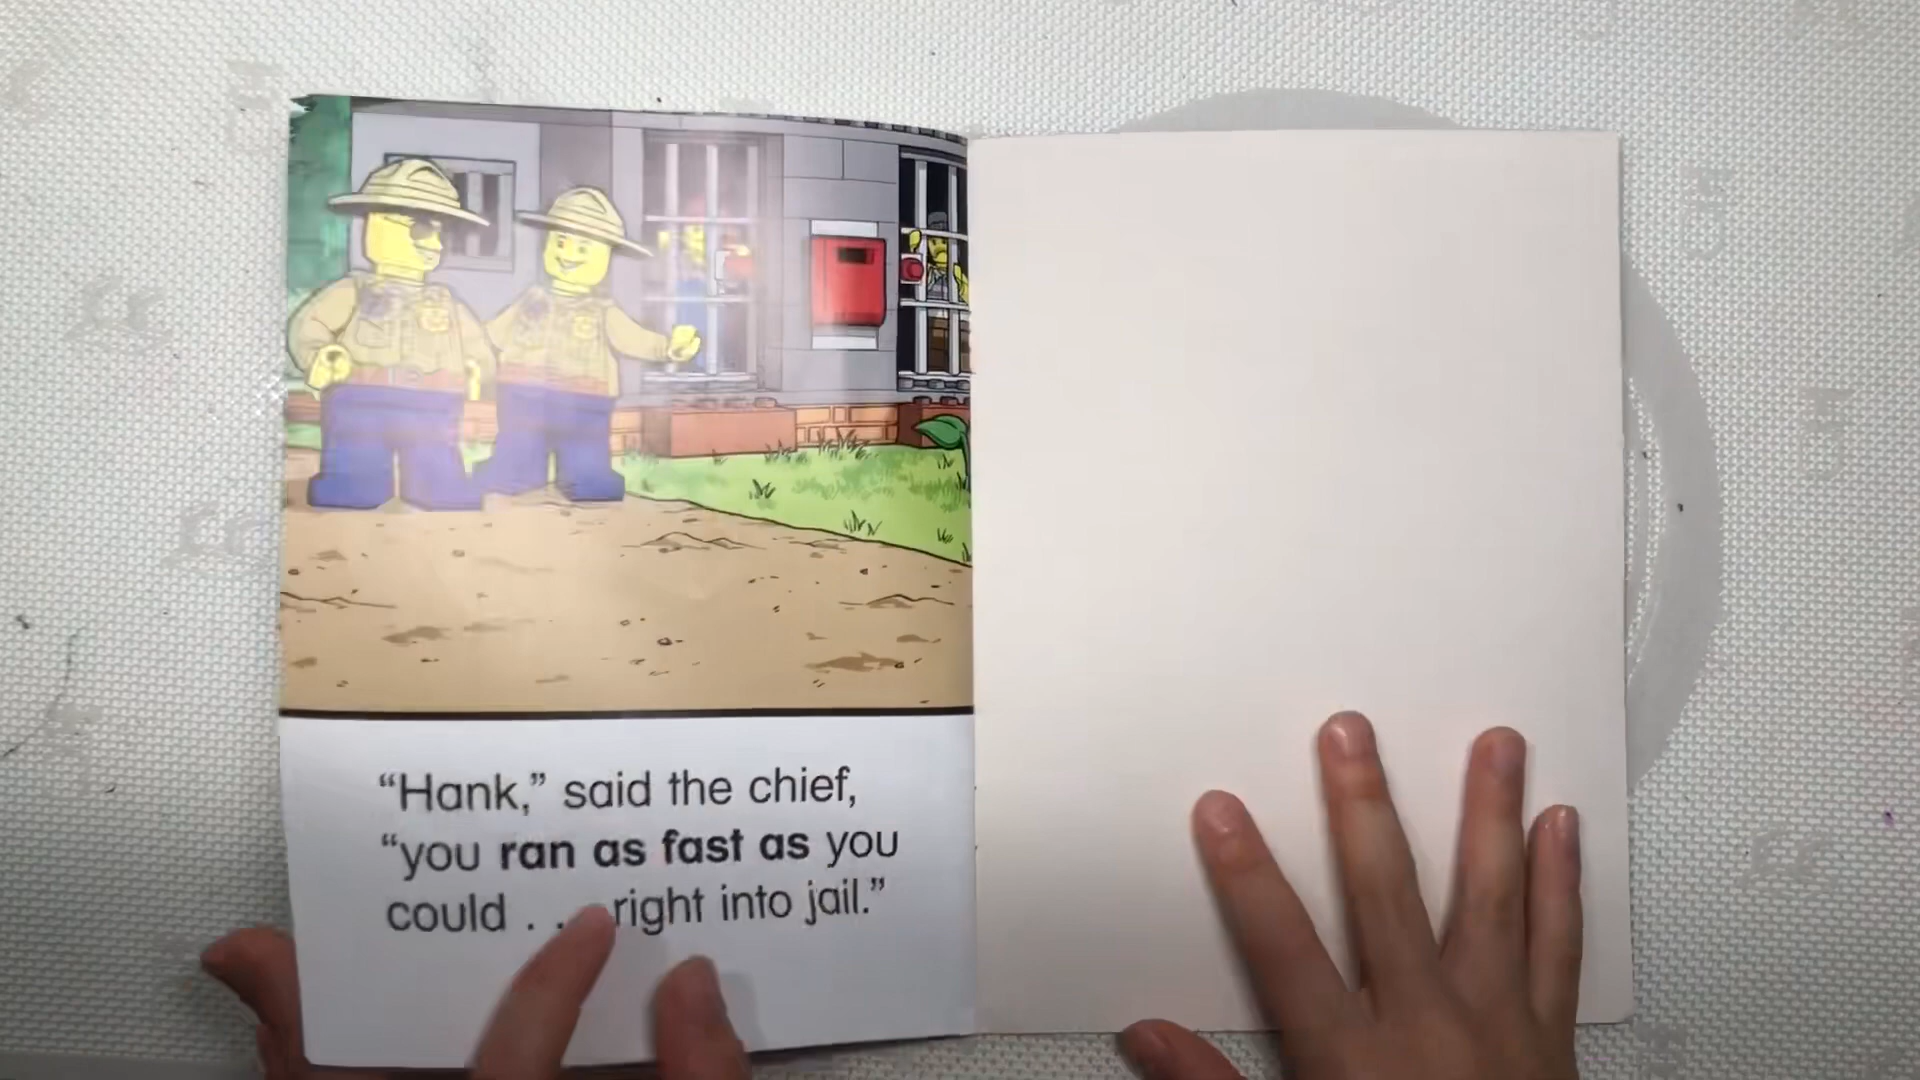 “Hank,” said the chief,
“you ran as fast as you
could . . . right into jail.”